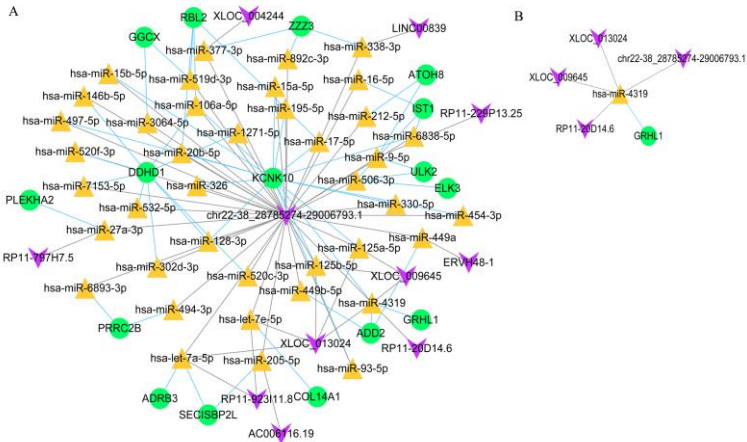 A
B
RBL2
XLOC_004244
ZZZ3
LINC00839
GGCX
hsa-miR-377-3p
hsa-miR-338-3p
hsa-miR-892c-3p
hsa-miR-15b-5p
hsa-miR-519d-3p
hsa-miR-16-5p
ATOH8
hsa-miR-15a-5p
hsa-miR-146b-5p
hsa-miR-106a-5p
hsa-miR-195-5p
IST1
hsa-miR-497-5p
hsa-miR-3064-5p
hsa-miR-212-5p
RP11-229P13.25
hsa-miR-1271-5p
hsa-miR-17-5p
hsa-miR-6838-5p
hsa-miR-520f-3p
hsa-miR-20b-5p
hsa-miR-9-5p
DDHD1
KCNK10
ULK2
hsa-miR-7153-5p
hsa-miR-326
hsa-miR-506-3p
ELK3
PLEKHA2
hsa-miR-532-5p
hsa-miR-330-5p
chr22-38_28785274-29006793.1
hsa-miR-454-3p
hsa-miR-27a-3p
hsa-miR-128-3p
hsa-miR-125a-5p
hsa-miR-449a
RP11-797H7.5
ERVH48-1
hsa-miR-302d-3p
hsa-miR-125b-5p
XLOC_009645
hsa-miR-6893-3p
hsa-miR-520c-3p
hsa-miR-449b-5p
hsa-miR-494-3p
hsa-miR-4319
GRHL1
PRRC2B
hsa-let-7e-5p
ADD2
XLOC_013024
RP11-20D14.6
hsa-let-7a-5p
hsa-miR-205-5p
hsa-miR-93-5p
ADRB3
RP11-923I11.8
COL14A1
SECISBP2L
AC006116.19
XLOC_013024
chr22-38_28785274-29006793.1
XLOC_009645
hsa-miR-4319
RP11-20D14.6
GRHL1